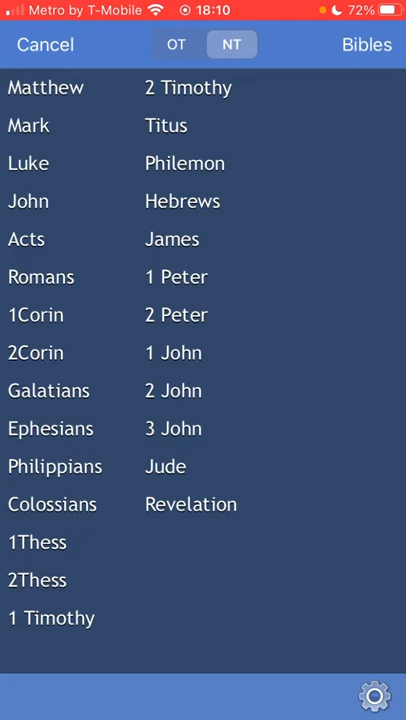 Metro by T-Mobile 18:10 72%
Cancel OT NT Bibles
Matthew
Mark
Luke
John
Acts
Romans
1Corin
2Corin
Galatians
Ephesians
Philippians
Colossians
1Thess
2Thess
1 Timothy
2 Timothy
Titus
Philemon
Hebrews
James
1 Peter
2 Peter
1 John
2 John
3 John
Jude
Revelation